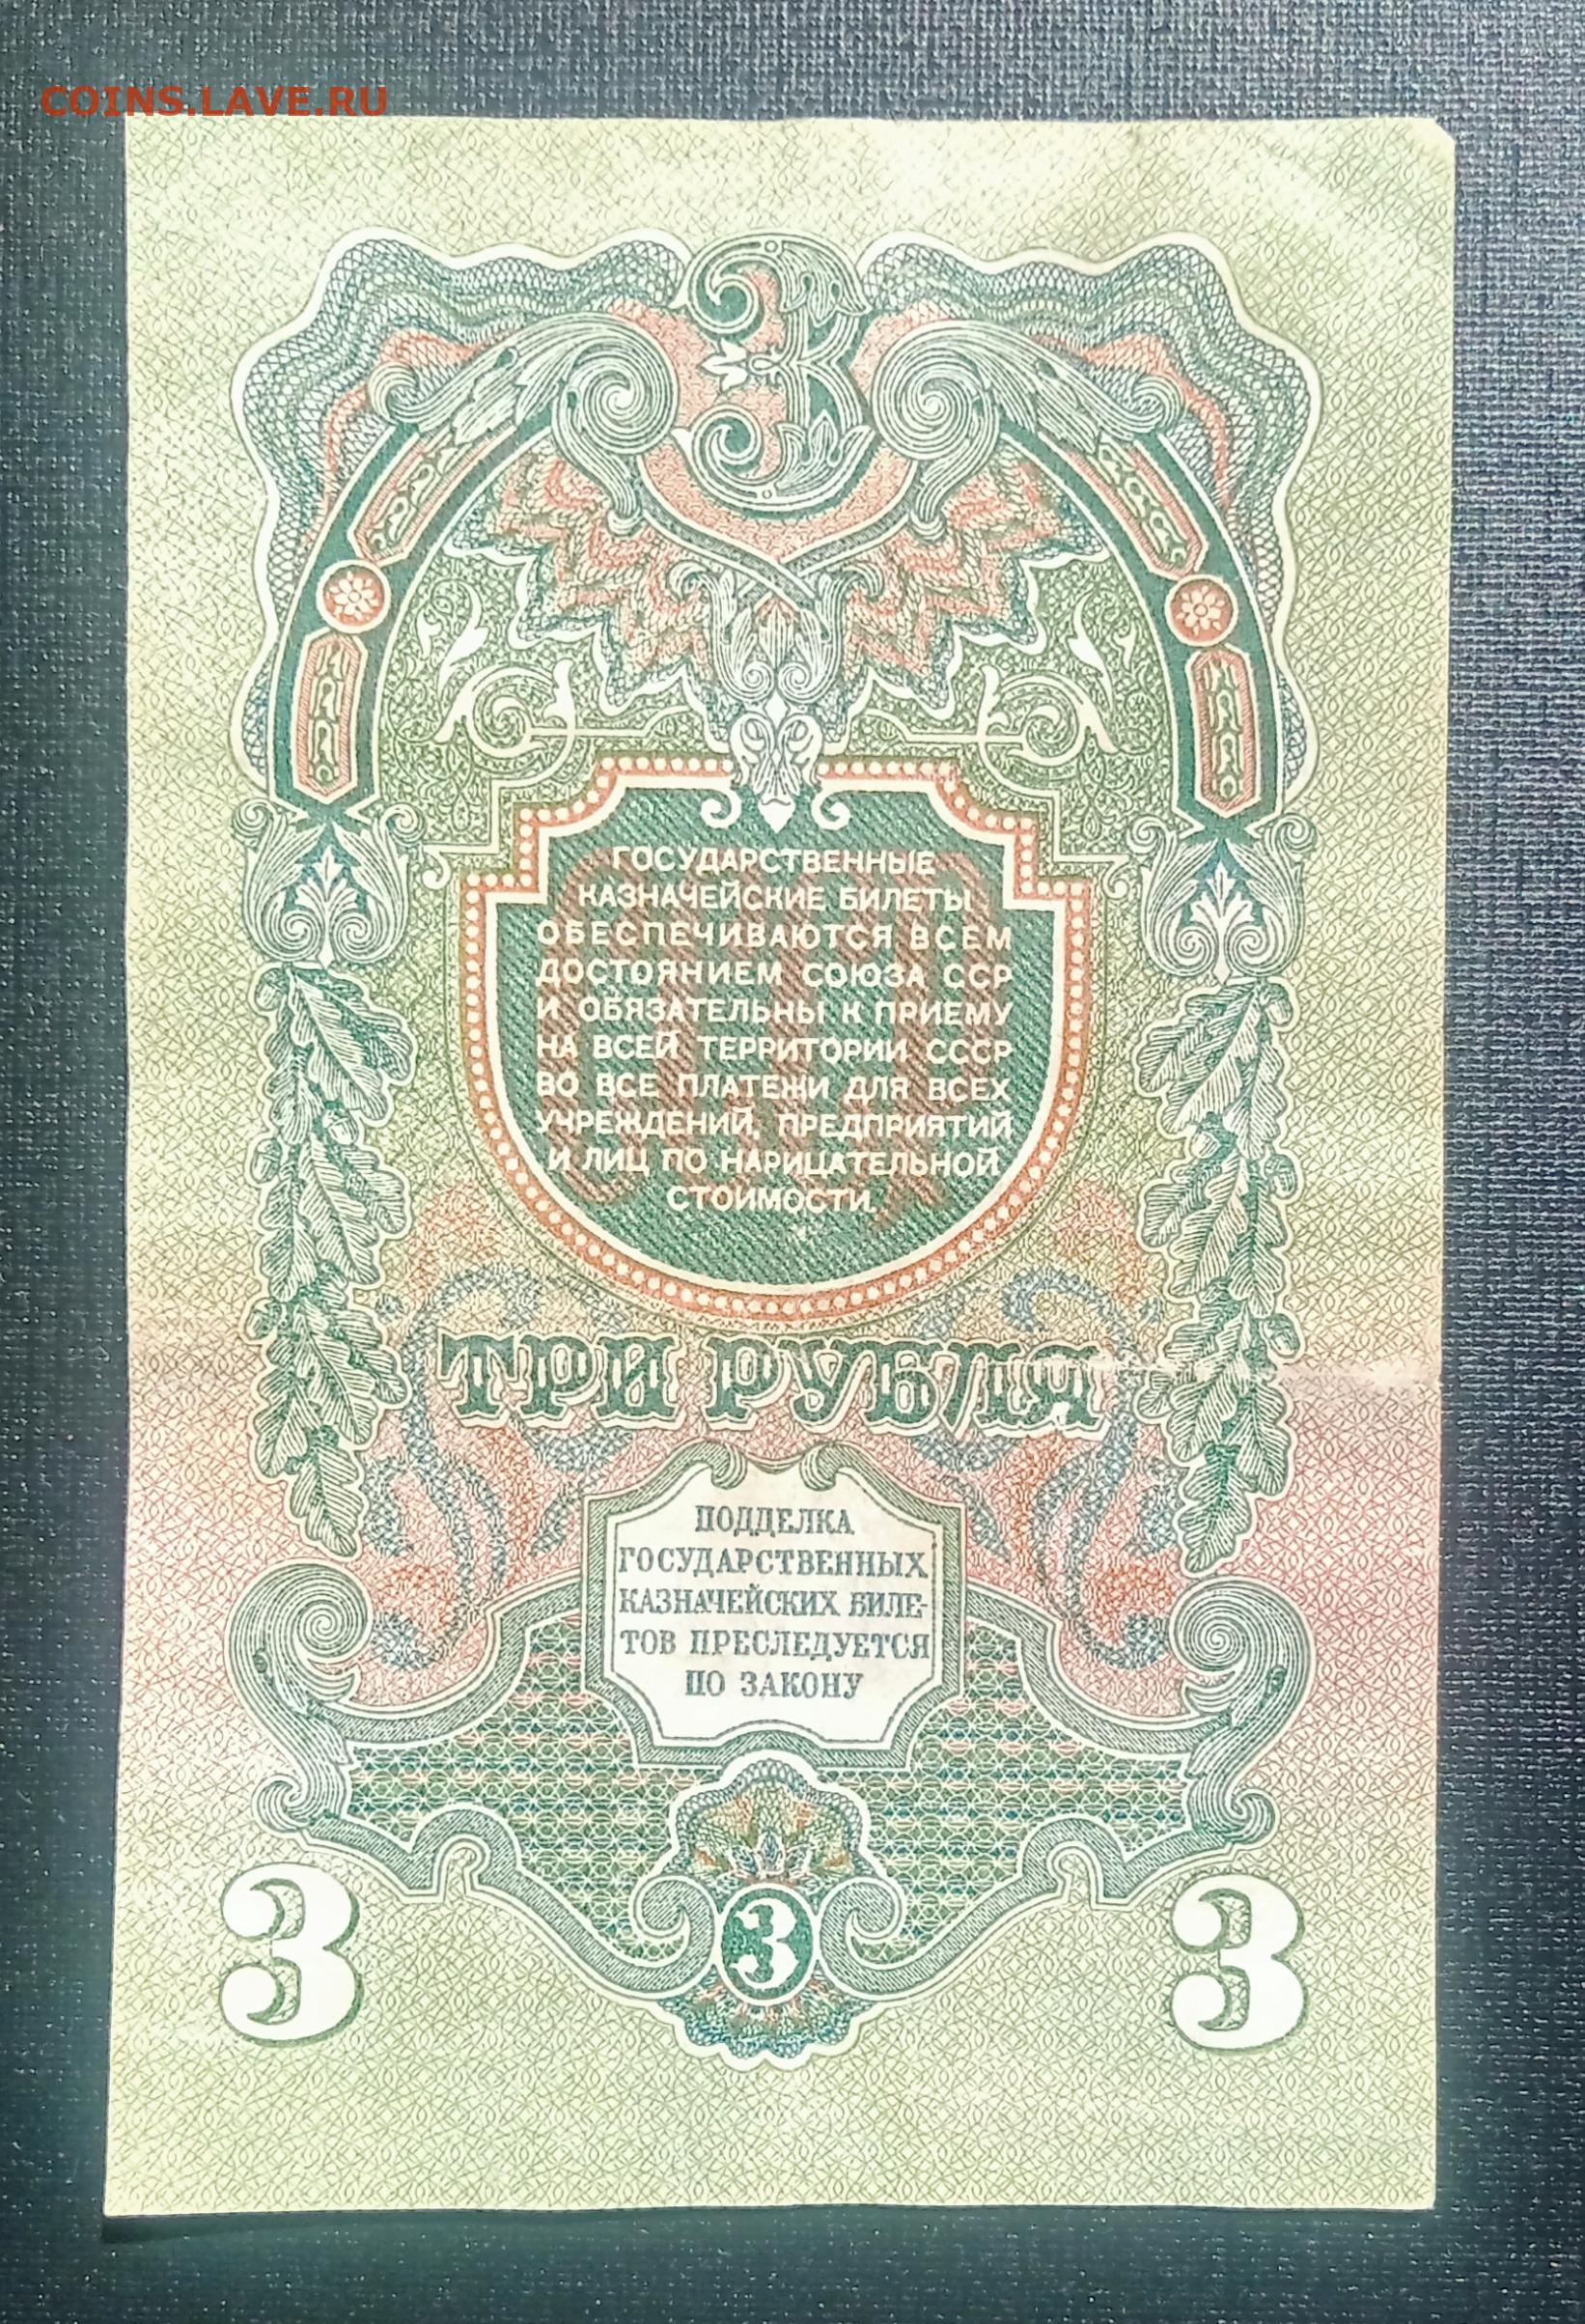 COINS.LAVE.RU
3
ГОСУДАРСТВЕННЫЕ
КАЗНАЧЕЙСКИЕ БИЛЕТЫ
ОБЕСПЕЧИВАЮТСЯ ВСЕМ
ДОСТОЯНИЕМ СОЮЗА ССР
И ОБЯЗАТЕЛЬНЫ К ПРИЕМУ
НА ВСЕЙ ТЕРРИТОРИИ СССР
ВО ВСЕ ПЛАТЕЖИ ДЛЯ ВСЕХ
УЧРЕЖДЕНИЙ, ПРЕДПРИЯТИЙ
И ЛИЦ ПО НАРИЦАТЕЛЬНОЙ
СТОИМОСТИ.
ТРИ РУБЛЯ
ПОДДЕЛКА
ГОСУДАРСТВЕННЫХ
КАЗНАЧЕЙСКИХ БИЛЕ-
ТОВ ПРЕСЛЕДУЕТСЯ
ПО ЗАКОНУ
3 3 3